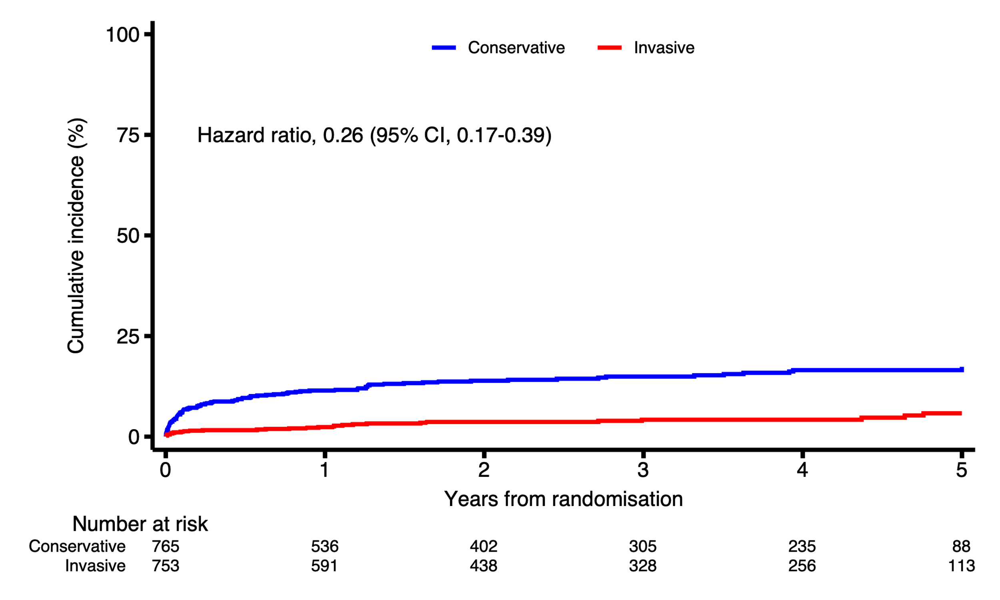 100
Conservative Invasive
75
Hazard ratio, 0.26 (95% CI, 0.17-0.39)
50
25
0
Cumulative incidence (%)
0 1 2 3 4 5
Years from randomisation
Number at risk
Conservative 765 536 402 305 235 88
Invasive 753 591 438 328 256 113